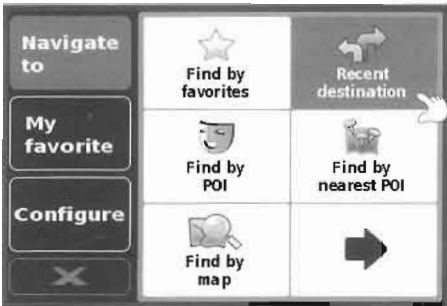 Navigate
to
My
favorite
Configure
Find by
favorites
Recent
destination
Find by
POI
Find by
nearest POI
Find by
map